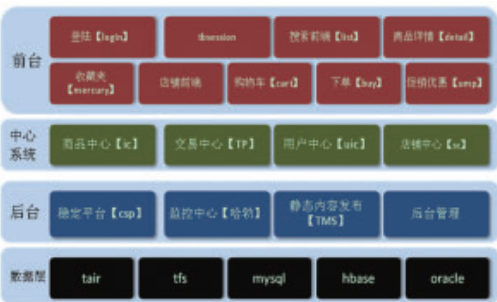 前台
登陆【login】
tbsession
搜索前端【list】
商品详情【detail】
收藏夹
【mercury】
店铺前端
购物车【cart】
下单【buy】
促销优惠【ump】
中心
系统
商品中心【ic】
交易中心【TP】
用户中心【uic】
店铺中心【sc】
后台
稳定平台【csp】
监控中心【哈勃】
静态内容发布
【TMS】
后台管理
数据层
tair
tfs
mysql
hbase
oracle